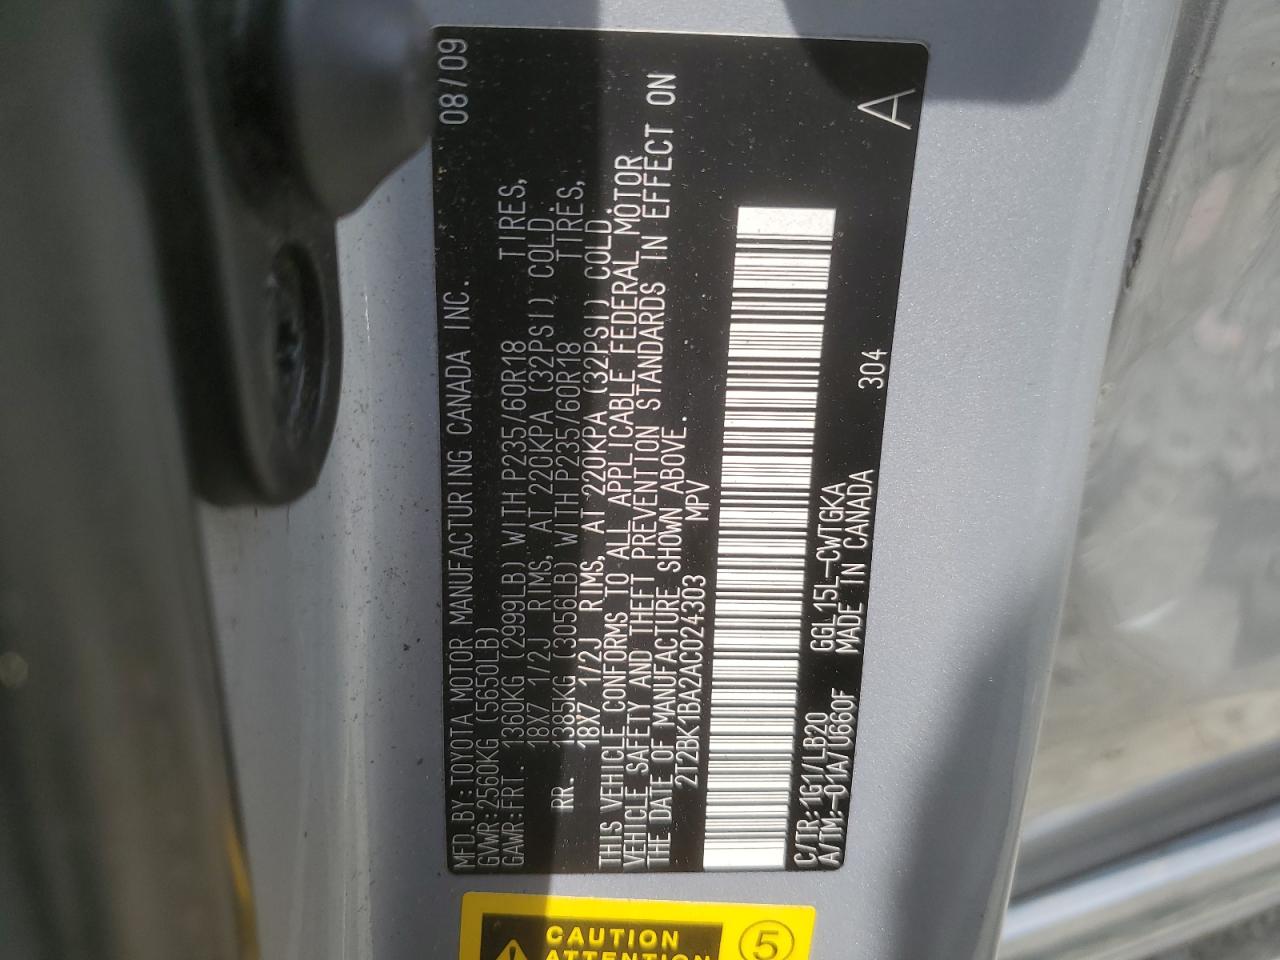 MFD.BY:TOYOTA MOTOR MANUFACTURING CANADA INC. 08/09
GVWR:2560KG (5650LB)
GAWR:FRT. 1360KG (2999LB) WITH P235/60R18 TIRES,
18X7 1/2J RIMS, AT 220KPA (32PSI) COLD.
RR. 1385KG (3056LB) WITH P235/60R18 TIRES,
18X7 1/2J RIMS, AT 220KPA (32PSI) COLD.
THIS VEHICLE CONFORMS TO ALL APPLICABLE FEDERAL MOTOR
VEHICLE SAFETY AND THEFT PREVENTION STANDARDS IN EFFECT ON
THE DATE OF MANUFACTURE SHOWN ABOVE.
2T2BK1BA2AC024303 MPV
C/TR:1G1/LB20 GGL15L-CWTGKA 304
A/TM:-01A/U660F MADE IN CANADA
A
CAUTION
ATTENTION
5